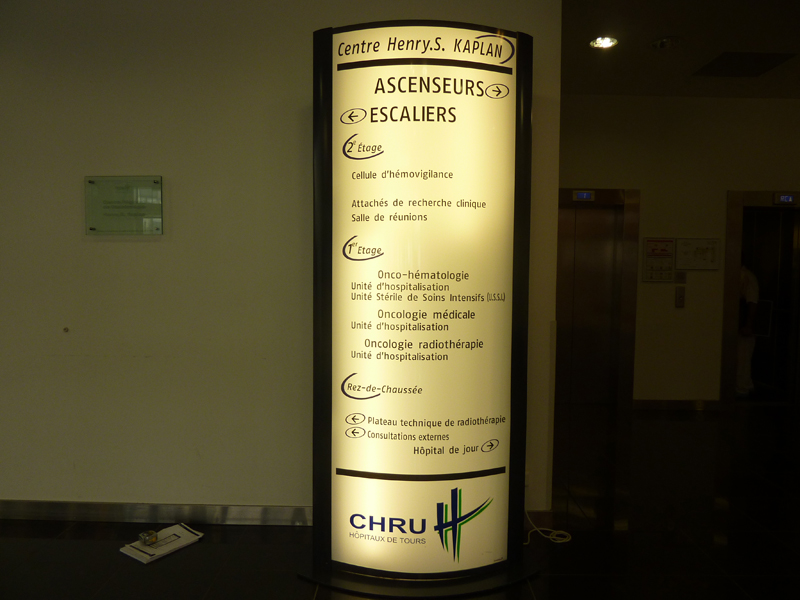 Centre Henry.S. KAPLAN
ASCENSEURS
ESCALIERS
2e Étage
Cellule d'hémovigilance
Attachés de recherche clinique
Salle de réunions
1er Etage
Onco-hématologie
Unité d'hospitalisation
Unité Stérile de Soins Intensifs (U.S.S.I.)
Oncologie médicale
Unité d'hospitalisation
Oncologie radiothérapie
Unité d'hospitalisation
Rez-de-Chaussée
Plateau technique de radiothérapie
Consultations externes
Hôpital de jour
CHRU
HÔPITAUX DE TOURS